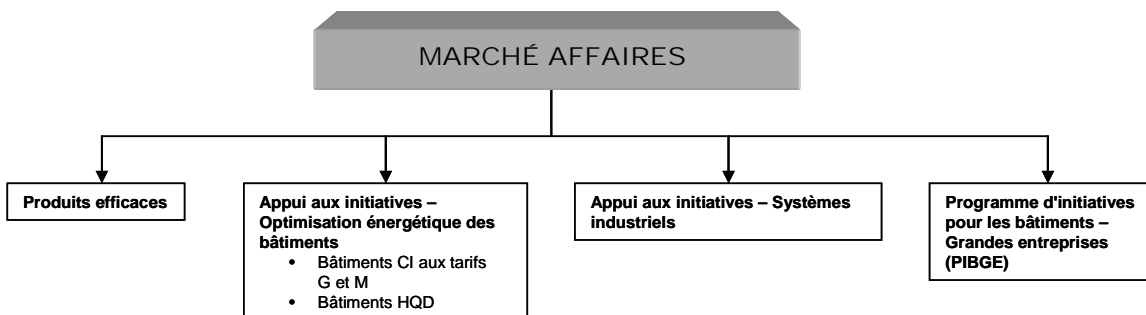 MARCHÉ AFFAIRES
Produits efficaces
Appui aux initiatives –
Optimisation énergétique des
bâtiments
• Bâtiments CI aux tarifs
G et M
• Bâtiments HQD
Appui aux initiatives – Systèmes
industriels
Programme d'initiatives
pour les bâtiments –
Grandes entreprises
(PIBGE)